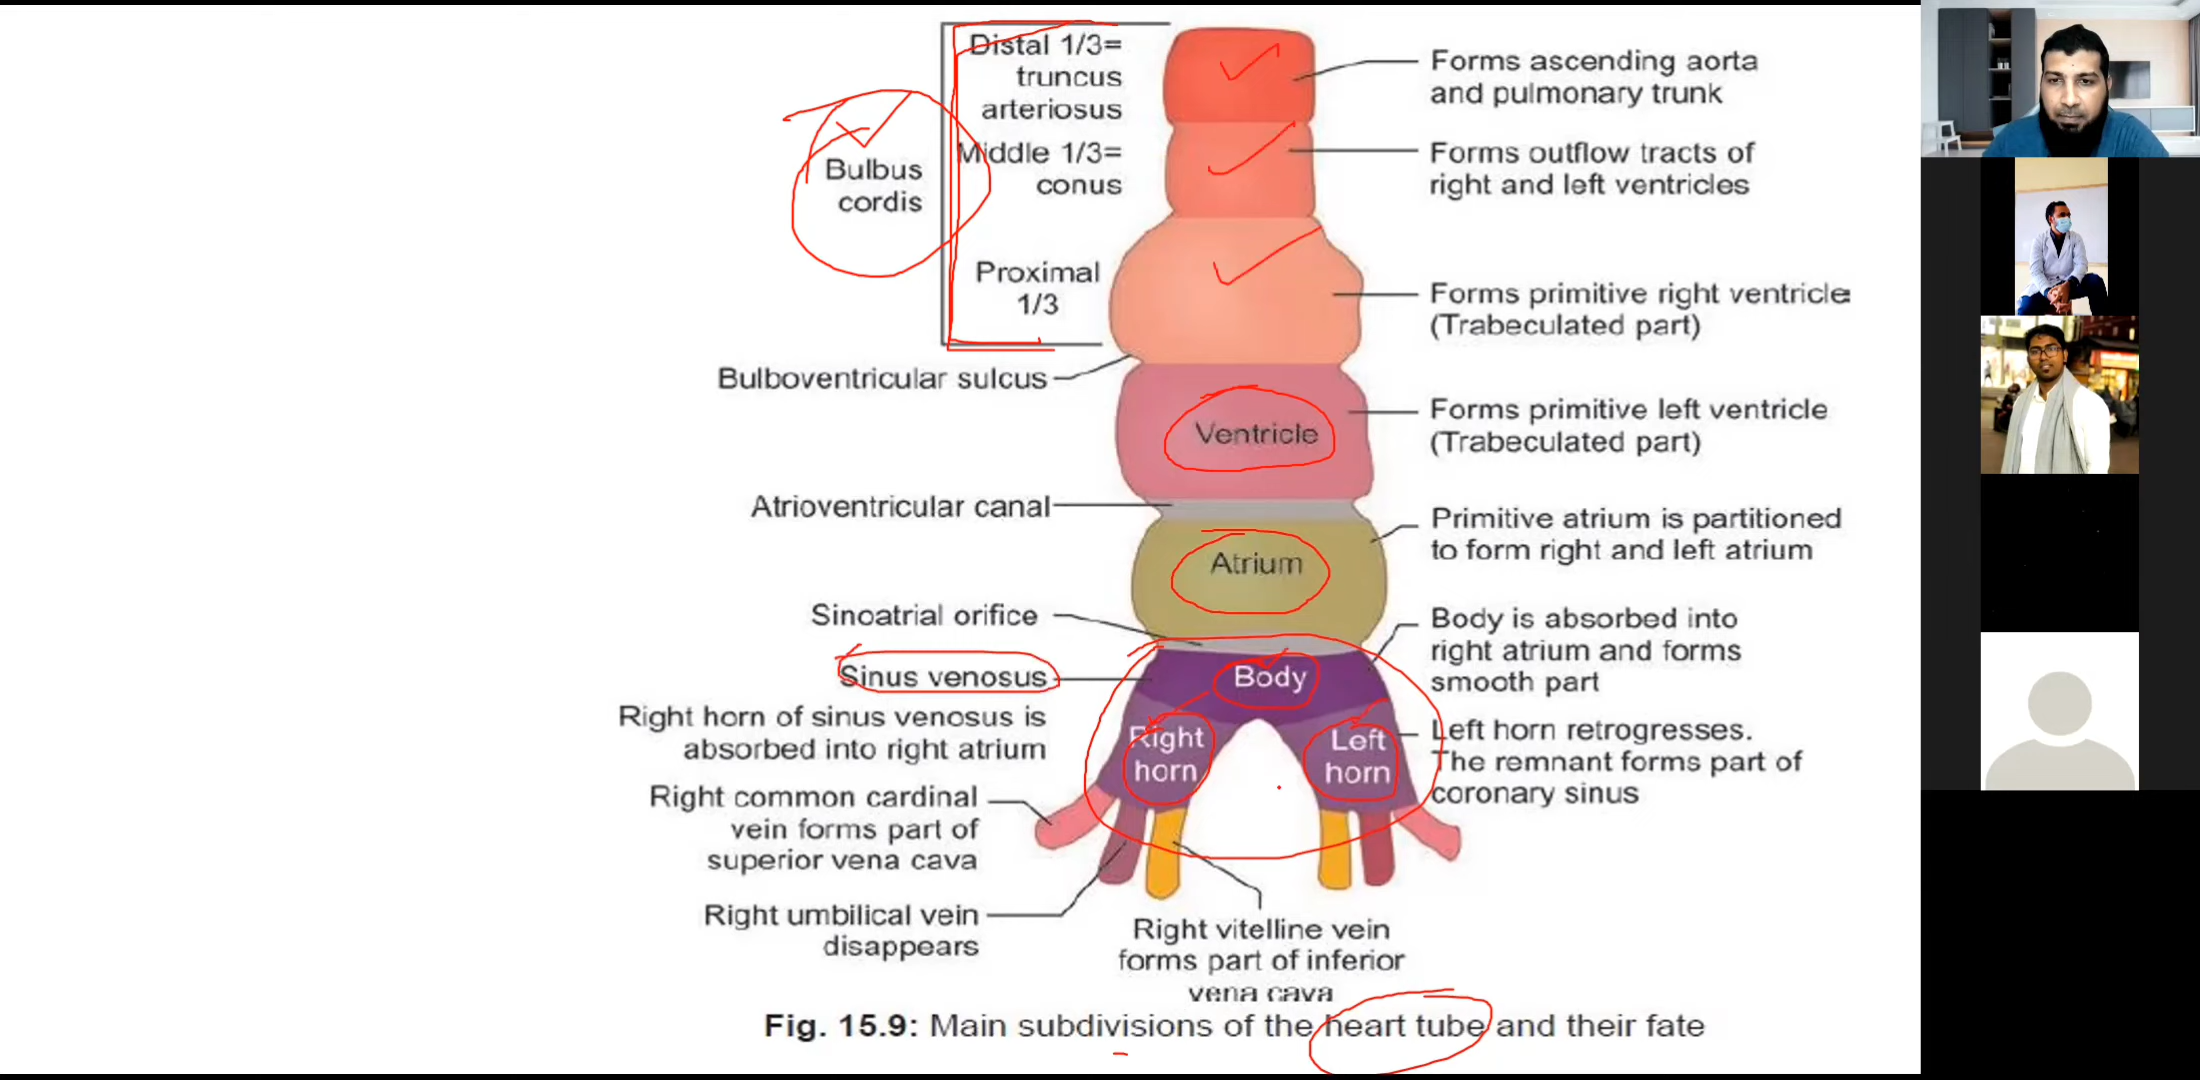 Distal 1/3=
truncus
arteriosus
Forms ascending aorta
and pulmonary trunk
Bulbus
cordis
Middle 1/3=
conus
Forms outflow tracts of
right and left ventricles
Proximal
1/3
Forms primitive right ventricle
(Trabeculated part)
Bulboventricular sulcus
Ventricle
Forms primitive left ventricle
(Trabeculated part)
Atrioventricular canal
Atrium
Primitive atrium is partitioned
to form right and left atrium
Sinoatrial orifice
Sinus venosus
Body
Body is absorbed into
right atrium and forms
smooth part
Right horn of sinus venosus is
absorbed into right atrium
Right
horn
Left
horn
Left horn retrogresses.
The remnant forms part of
coronary sinus
Right common cardinal
vein forms part of
superior vena cava
Right umbilical vein
disappears
Right vitelline vein
forms part of inferior
vena cava
Fig. 15.9: Main subdivisions of the heart tube and their fate